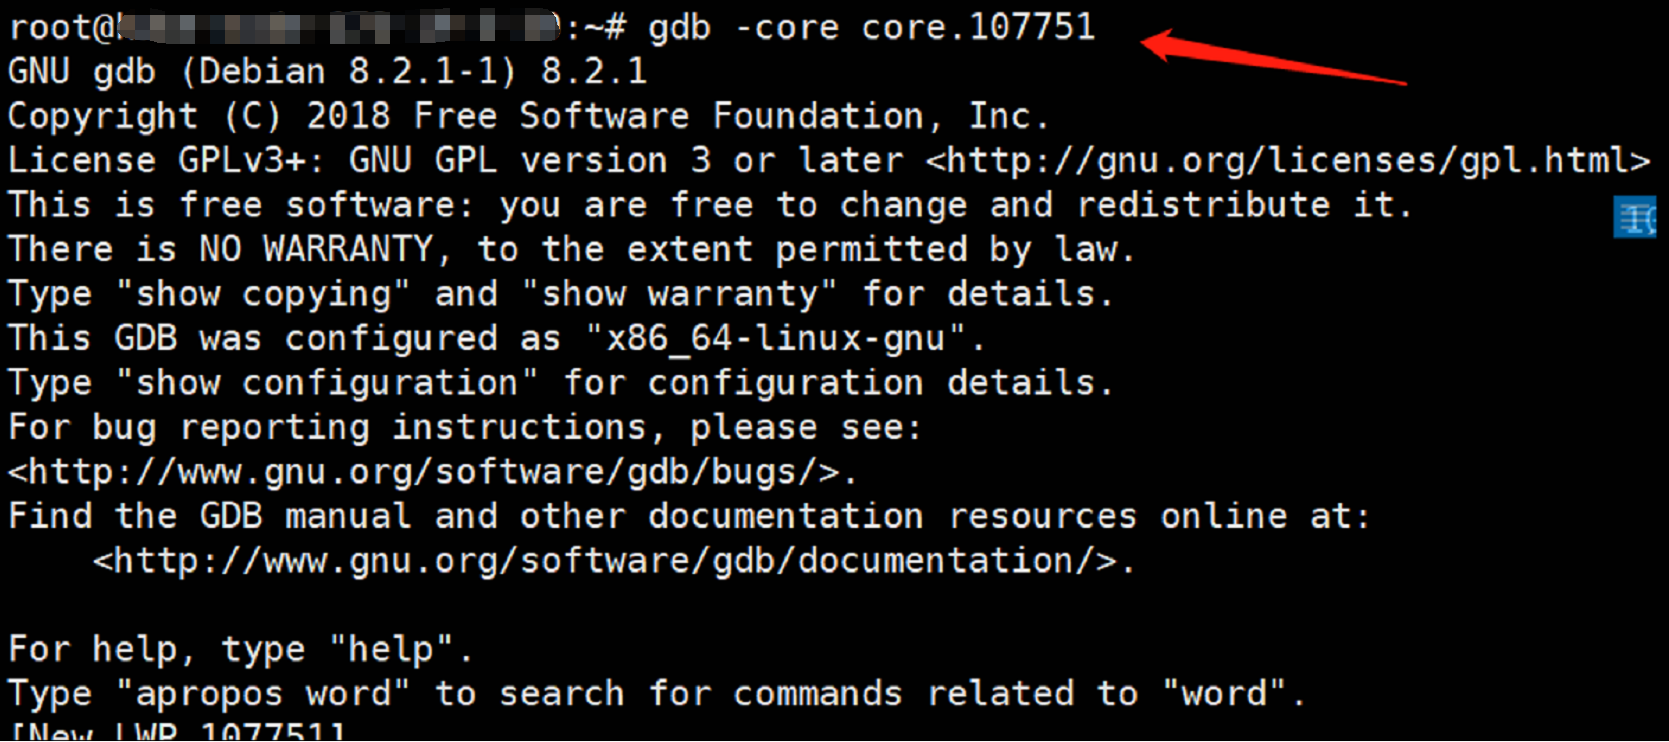 root@ :~# gdb -core core.107751
GNU gdb (Debian 8.2.1-1) 8.2.1
Copyright (C) 2018 Free Software Foundation, Inc.
License GPLv3+: GNU GPL version 3 or later <http://gnu.org/licenses/gpl.html>
This is free software: you are free to change and redistribute it.
There is NO WARRANTY, to the extent permitted by law.
Type "show copying" and "show warranty" for details.
This GDB was configured as "x86_64-linux-gnu".
Type "show configuration" for configuration details.
For bug reporting instructions, please see:
<http://www.gnu.org/software/gdb/bugs/>.
Find the GDB manual and other documentation resources online at:
    <http://www.gnu.org/software/gdb/documentation/>.
For help, type "help".
Type "apropos word" to search for commands related to "word".
[New LWP 107751]